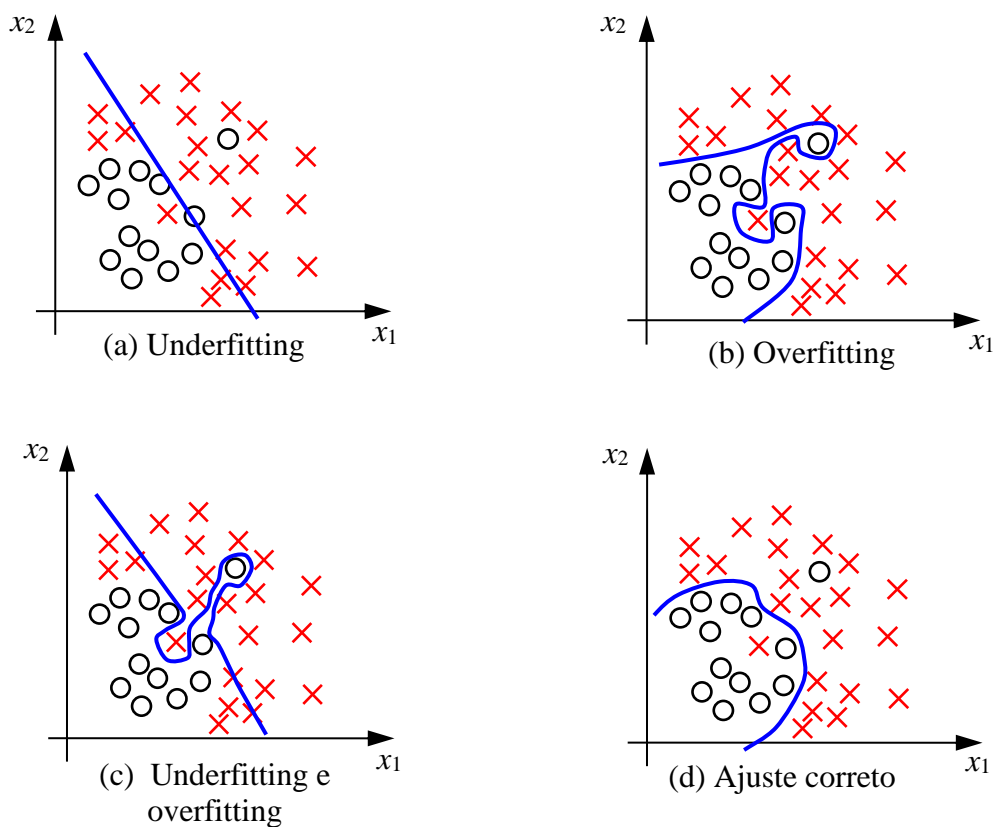 x2
x1
(a) Underfitting
x2
x1
(b) Overfitting
x2
x1
(c) Underfitting e
overfitting
x2
x1
(d) Ajuste correto